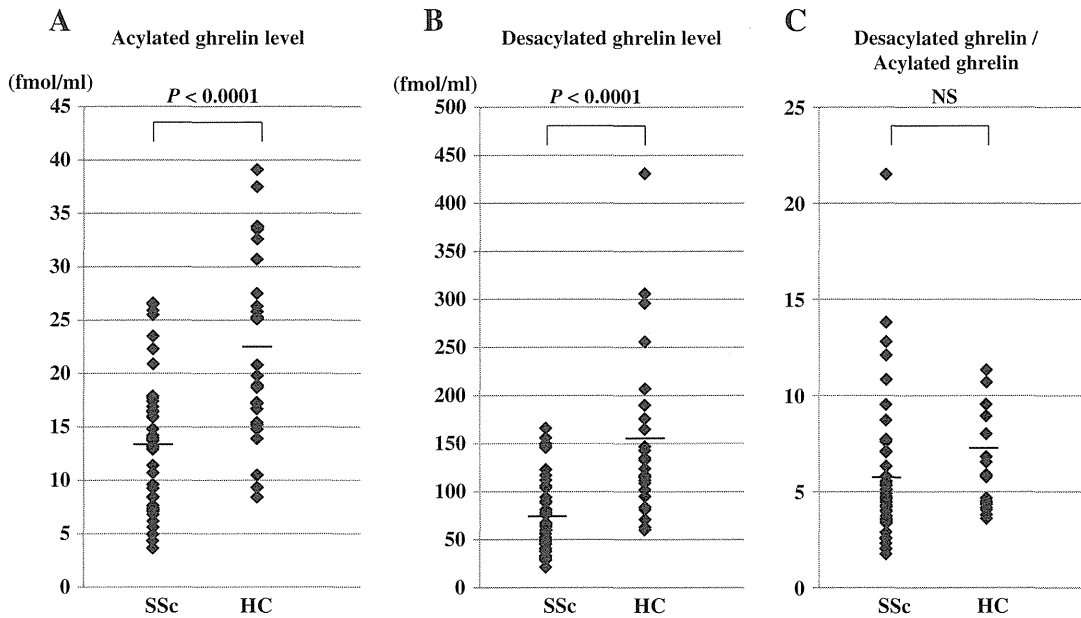 A
Acylated ghrelin level
(fmol/ml)
P < 0.0001
45
40
35
30
25
20
15
10
5
0
SSc HC
B
Desacylated ghrelin level
(fmol/ml)
P < 0.0001
500
450
400
350
300
250
200
150
100
50
0
SSc HC
C
Desacylated ghrelin /
Acylated ghrelin
NS
25
20
15
10
5
0
SSc HC